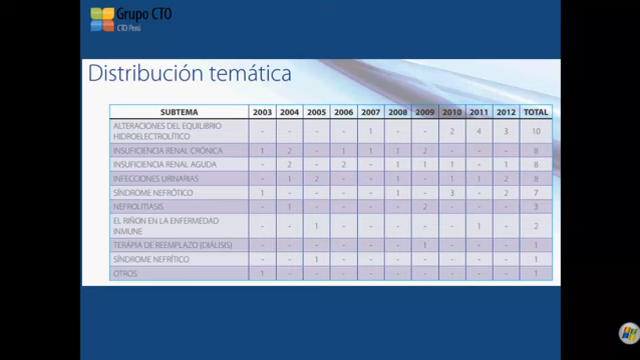 Grupo CTO
CTO Perú
Distribución temática
SUBTEMA 2003 2004 2005 2006 2007 2008 2009 2010 2011 2012 TOTAL
ALTERACIONES DEL EQUILIBRIO
HIDROELECTROLÍTICO - - - - 1 - - 2 4 3 10
INSUFICIENCIA RENAL CRÓNICA 1 2 - 1 1 1 2 - - - 8
INSUFICIENCIA RENAL AGUDA - 2 - 2 - 1 1 1 - 1 8
INFECCIONES URINARIAS - 1 2 - - 1 - 1 1 2 8
SÍNDROME NEFRÓTICO 1 - - - - 1 - 3 - 2 7
NEFROLITIASIS - 1 - - - - 2 - - - 3
EL RIÑON EN LA ENFERMEDAD
INMUNE - - 1 - - - - - 1 - 2
TERAPIA DE REEMPLAZO (DIÁLISIS) - - - - - - 1 - - - 1
SÍNDROME NEFRÍTICO - - 1 - - - - - - - 1
OTROS 1 - - - - - - - - - 1